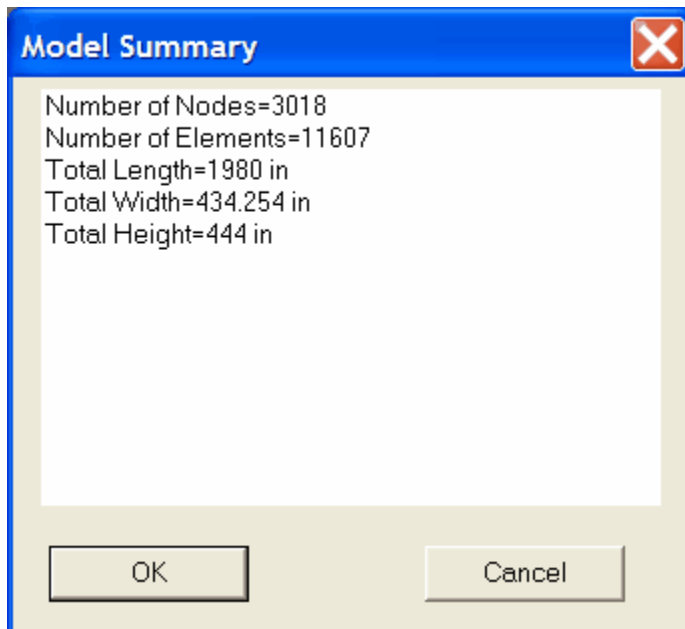 Model Summary
Number of Nodes=3018
Number of Elements=11607
Total Length=1980 in
Total Width=434.254 in
Total Height=444 in
OK
Cancel